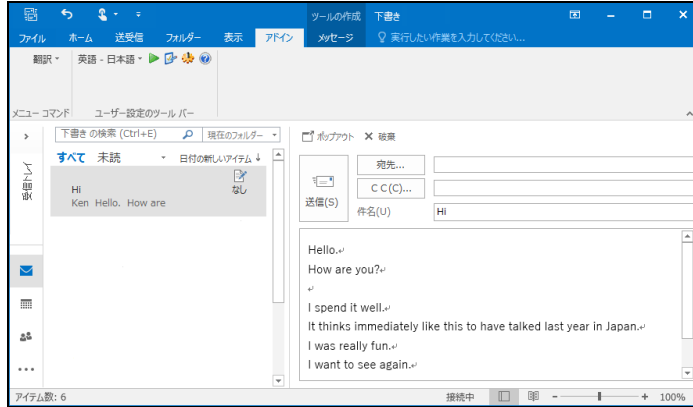 ツールの作成 下書き
ファイル ホーム 送受信 フォルダー 表示 アドイン メッセージ 実行したい作業を入力してください...
翻訳 英語 - 日本語
メニュー コマンド ユーザー設定のツール バー
下書き の検索 (Ctrl+E) 現在のフォルダー
ポップアウト 破棄
すべて 未読 日付の新しいアイテム ↓
受信トレイ
Hi なし
Ken Hello. How are
宛先...
CC(C)...
送信(S)
件名(U) Hi
Hello.
How are you?
I spend it well.
It thinks immediately like this to have talked last year in Japan.
I was really fun.
I want to see again.
アイテム数: 6 接続中 100%